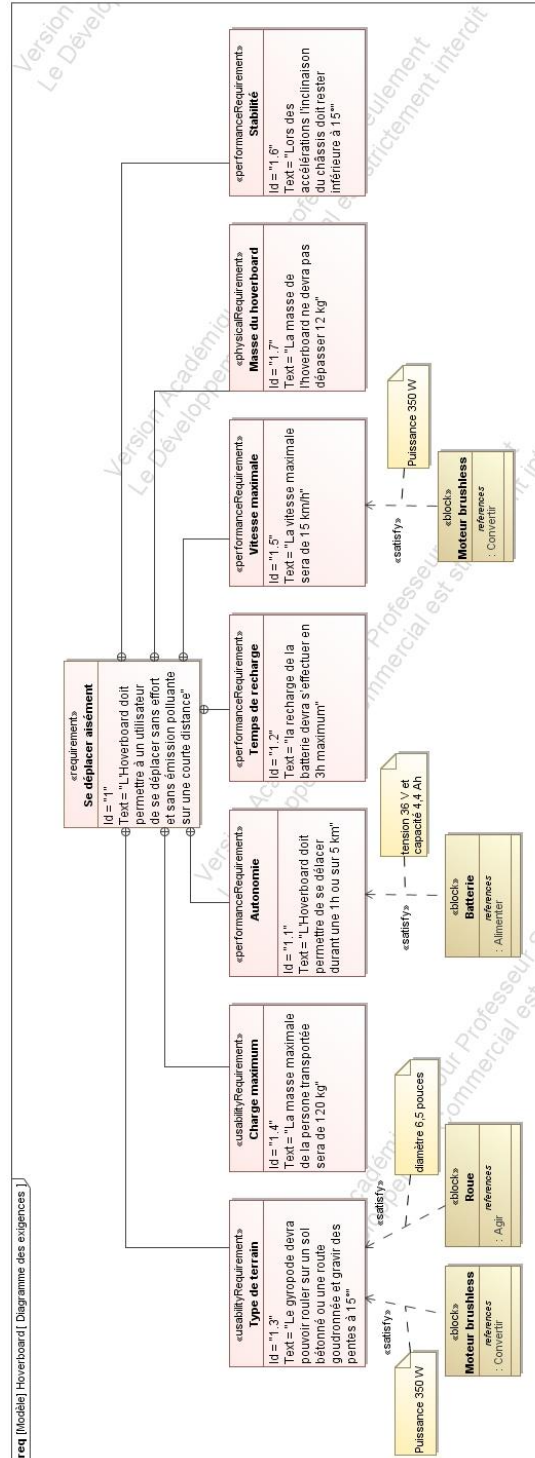 req [Modèle] Hoverboard[ Diagramme des exigences ]
«requirement»
Se déplacer aisément
Id = "1"
Text = "L'Hoverboard doit
permettre à un utilisateur
de se déplacer sans effort
et sans émission polluante
sur une courte distance"
«usabilityRequirement»
Type de terrain
Id = "1.3"
Text = "Le gyropode devra
pouvoir rouler sur un sol
bétonné ou une route
goudronnée et gravir des
pentes à 15°"
«usabilityRequirement»
Charge maximum
Id = "1.4"
Text = "La masse maximale
de la persone transportée
sera de 120 kg"
«performanceRequirement»
Autonomie
Id = "1.1"
Text = "L'Hoverboard doit
permettre de se délacer
durant une 1h ou sur 5 km"
«performanceRequirement»
Temps de recharge
Id = "1.2"
Text = "la recharge de la
batterie devra s'effectuer en
3h maximum"
«performanceRequirement»
Vitesse maximale
Id = "1.5"
Text = "La vitesse maximale
sera de 15 km/h"
«physicalRequirement»
Masse du hoverboard
Id = "1.7"
Text = "La masse de
l'hoverboard ne devra pas
dépasser 12 kg"
«performanceRequirement»
Stabilité
Id = "1.6"
Text = "Lors des
accélérations l'inclinaison
du châssis doit rester
inférieure à 15°"
Puissance 350 W
«satisfy»
«satisfy»
diamètre 6,5 pouces
«satisfy»
tension 36 V et
capacité 4,4 Ah
«satisfy»
Puissance 350 W
«block»
Moteur brushless
references
: Convertir
«block»
Roue
references
: Agir
«block»
Batterie
references
: Alimenter
«block»
Moteur brushless
references
: Convertir
Version Académique
Le Développement